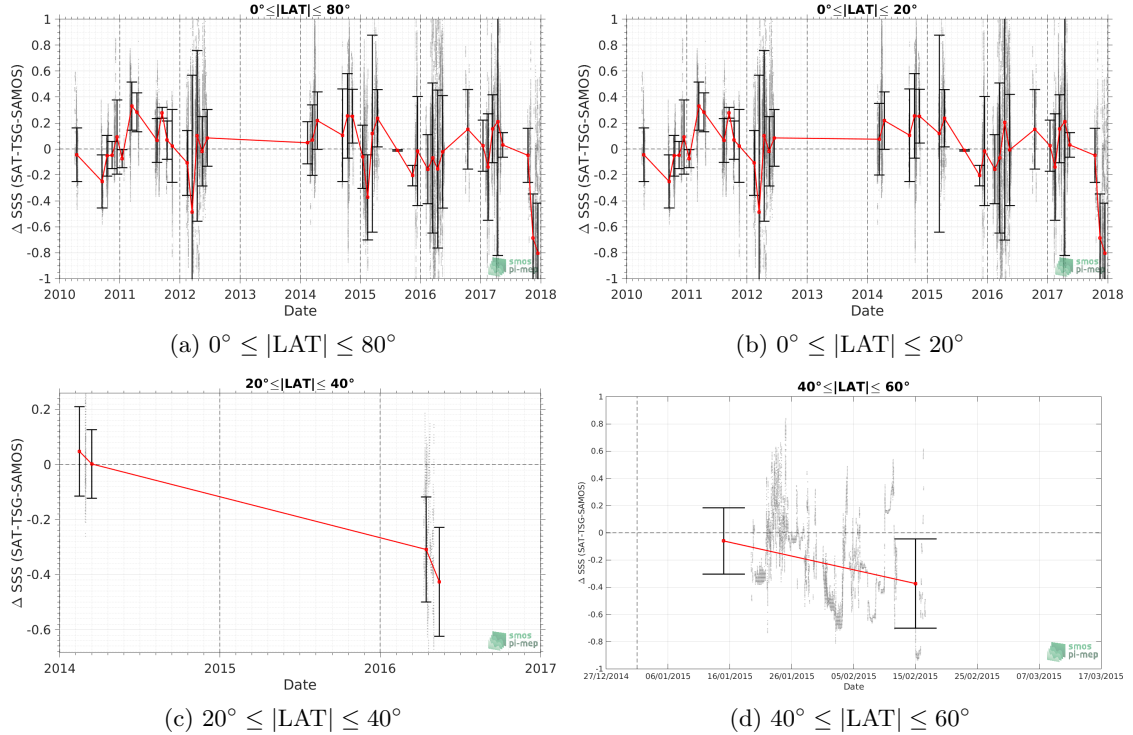 0°≤|LAT|≤ 80°
Δ SSS (SAT-TSG-SAMOS)
1
0.8
0.6
0.4
0.2
0
-0.2
-0.4
-0.6
-0.8
-1
2010 2011 2012 2013 2014 2015 2016 2017 2018
Date
smos
pi-mep
(a) 0° ≤ |LAT| ≤ 80°
0°≤|LAT|≤ 20°
Δ SSS (SAT-TSG-SAMOS)
1
0.8
0.6
0.4
0.2
0
-0.2
-0.4
-0.6
-0.8
-1
2010 2011 2012 2013 2014 2015 2016 2017 2018
Date
smos
pi-mep
(b) 0° ≤ |LAT| ≤ 20°
20°≤|LAT|≤ 40°
Δ SSS (SAT-TSG-SAMOS)
0.2
0
-0.2
-0.4
-0.6
2014 2015 2016 2017
Date
smos
pi-mep
(c) 20° ≤ |LAT| ≤ 40°
40°≤|LAT|≤ 60°
Δ SSS (SAT-TSG-SAMOS)
1
0.8
0.6
0.4
0.2
0
-0.2
-0.4
-0.6
-0.8
-1
27/12/2014 06/01/2015 16/01/2015 26/01/2015 05/02/2015 15/02/2015 25/02/2015 07/03/2015 17/03/2015
Date
smos
pi-mep
(d) 40° ≤ |LAT| ≤ 60°